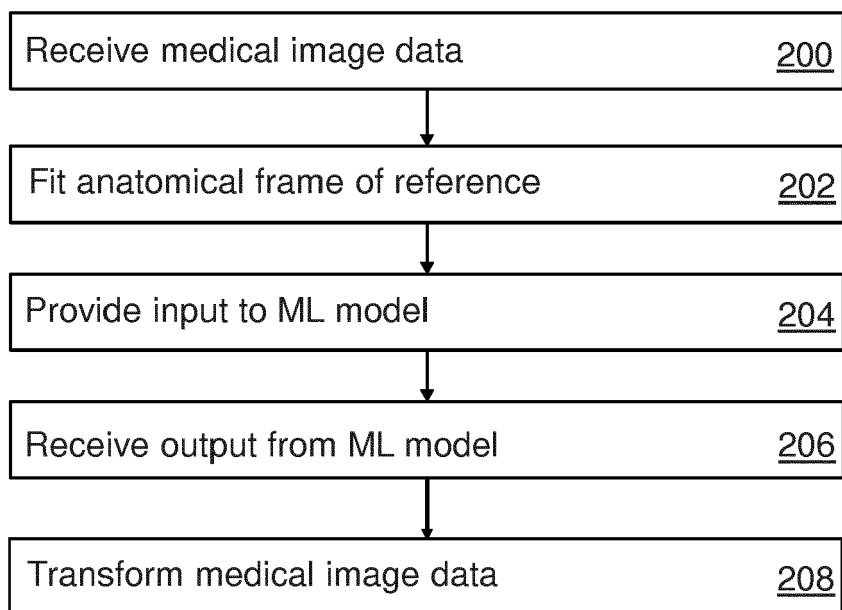 Receive medical image data 200
Fit anatomical frame of reference 202
Provide input to ML model 204
Receive output from ML model 206
Transform medical image data 208